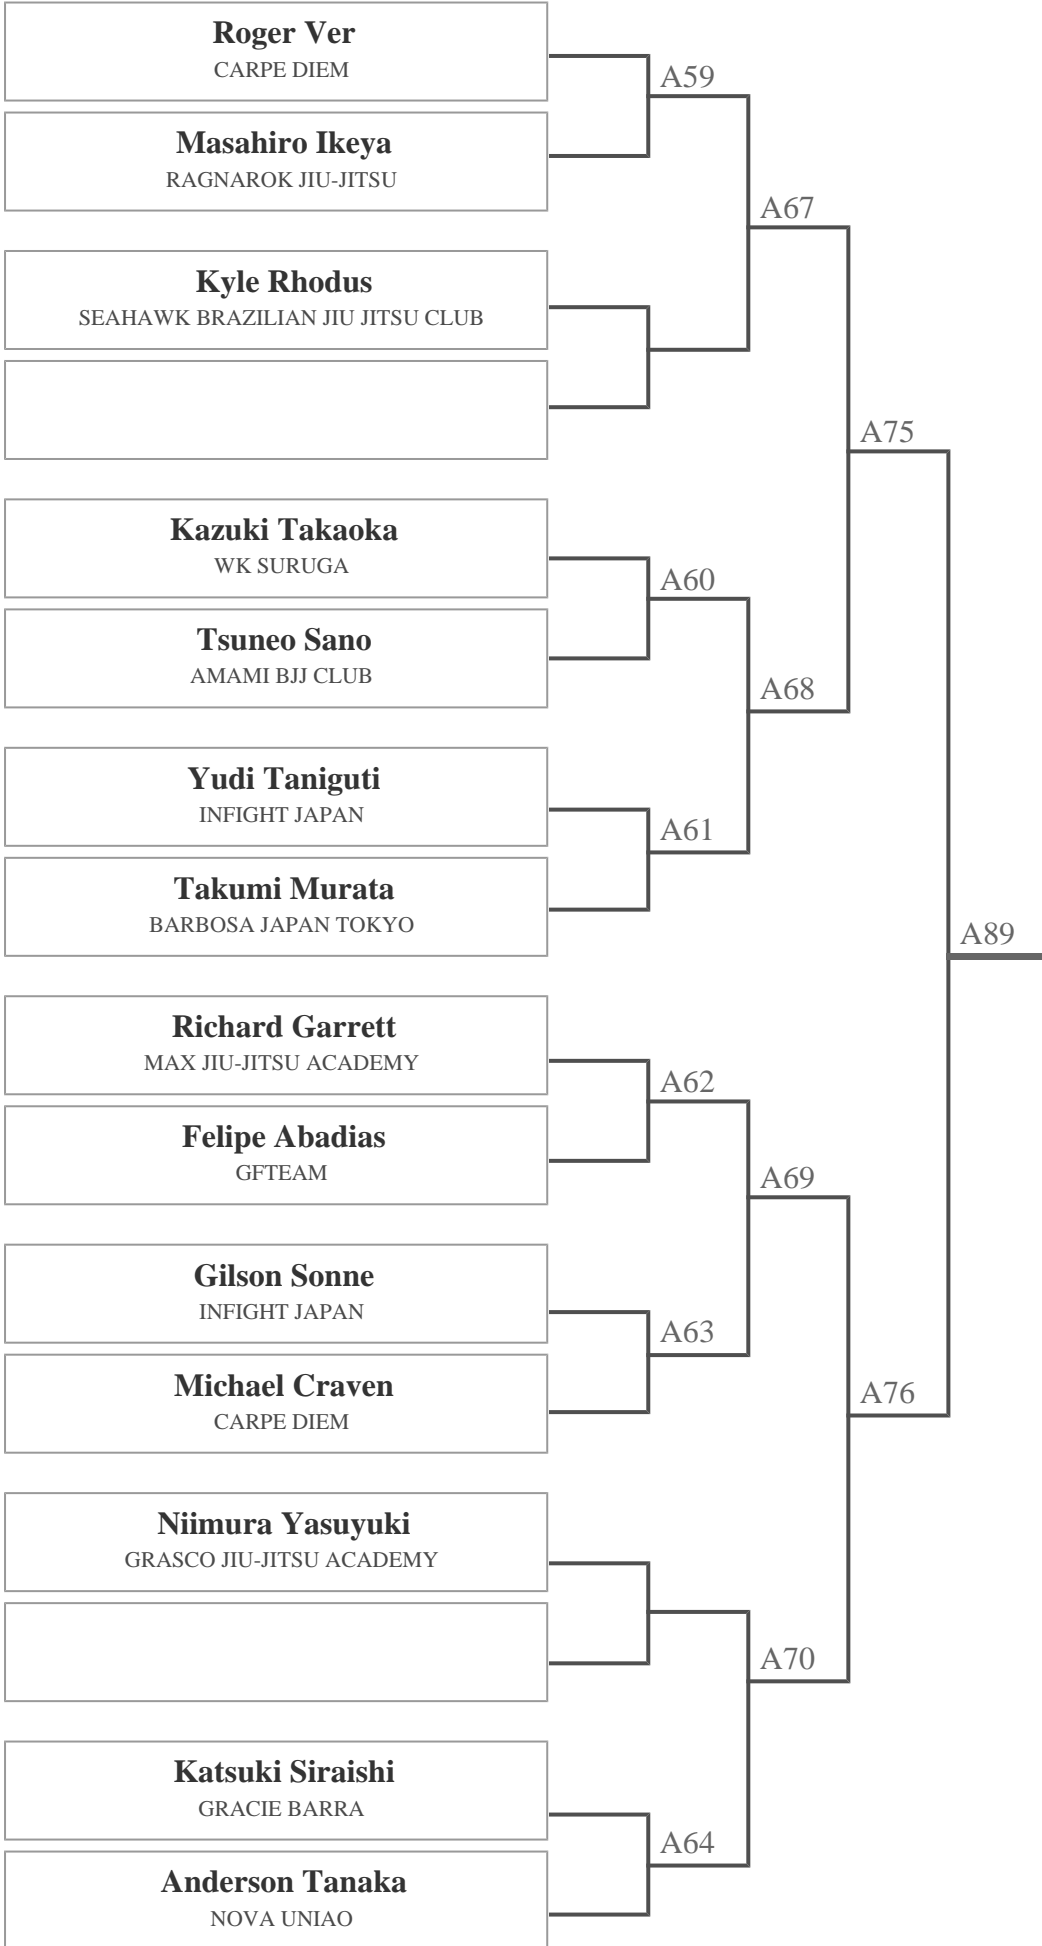 Roger Ver
CARPE DIEM
A59
Masahiro Ikeya
RAGNAROK JIU-JITSU
A67
Kyle Rhodus
SEAHAWK BRAZILIAN JIU JITSU CLUB
A75
Kazuki Takaoka
WK SURUGA
A60
Tsuneo Sano
AMAMI BJJ CLUB
A68
Yudi Taniguti
INFIGHT JAPAN
A61
Takumi Murata
BARBOSA JAPAN TOKYO
A89
Richard Garrett
MAX JIU-JITSU ACADEMY
A62
Felipe Abadias
GFTEAM
A69
Gilson Sonne
INFIGHT JAPAN
A63
Michael Craven
CARPE DIEM
A76
Niimura Yasuyuki
GRASCO JIU-JITSU ACADEMY
A70
Katsuki Siraishi
GRACIE BARRA
A64
Anderson Tanaka
NOVA UNIAO